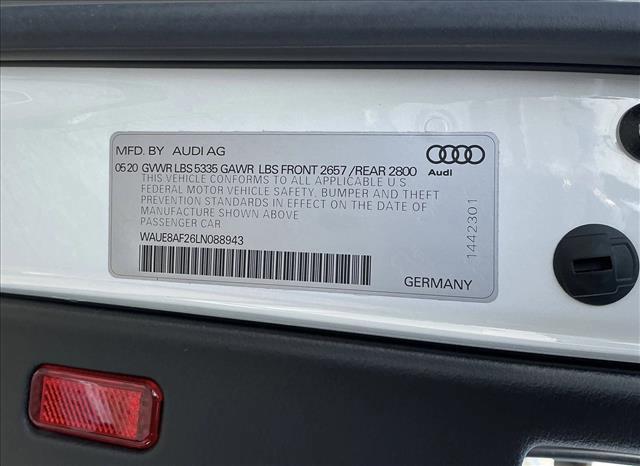 MFD. BY AUDI AG
05 20 GVWR LBS 5335 GAWR LBS FRONT 2657 / REAR 2800
THIS VEHICLE CONFORMS TO ALL APPLICABLE U S
FEDERAL MOTOR VEHICLE SAFETY, BUMPER AND THEFT
PREVENTION STANDARDS IN EFFECT ON THE DATE OF
MANUFACTURE SHOWN ABOVE
PASSENGER CAR
WAUE8AF26LN088943
GERMANY
Audi
1442301